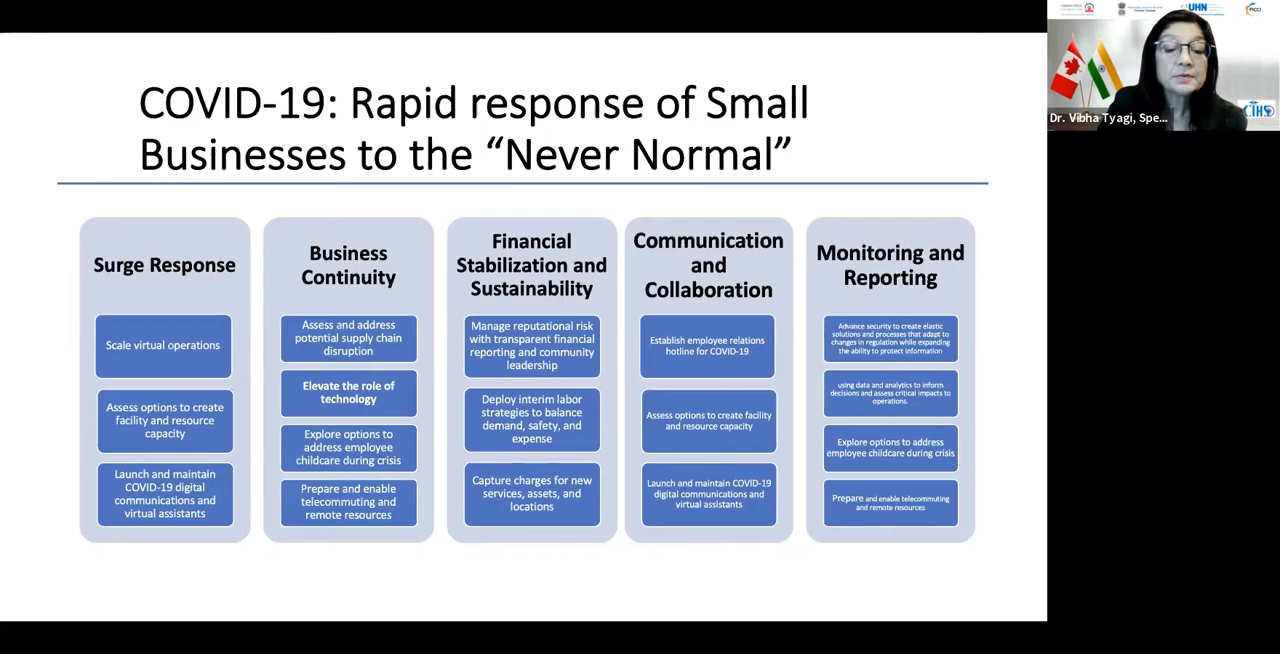 COVID-19: Rapid response of Small
Businesses to the “Never Normal”
Surge Response
Scale virtual operations
Assess options to create
facility and resource
capacity
Launch and maintain
COVID-19 digital
communications and
virtual assistants
Business
Continuity
Assess and address
potential supply chain
disruption
Elevate the role of
technology
Explore options to
address employee
childcare during crisis
Prepare and enable
telecommuting and
remote resources
Financial
Stabilization and
Sustainability
Manage reputational risk
with transparent financial
reporting and community
leadership
Deploy interim labor
strategies to balance
demand, safety, and
expense
Capture charges for new
services, assets, and
locations
Communication
and
Collaboration
Establish employee relations
hotline for COVID-19
Assess options to create facility
and resource capacity
Launch and maintain COVID-19
digital communications and
virtual assistants
Monitoring and
Reporting
Advance security to create elastic
solutions and processes that adapt to
changes in regulation while expanding
the ability to protect information
using data and analytics to inform
decisions and assess critical impacts to
operations.
Explore options to address
employee childcare during crisis
Prepare and enable telecommuting
and remote resources
UHN
FICCI
CIHS
Dr. Vibha Tyagi, Spe...